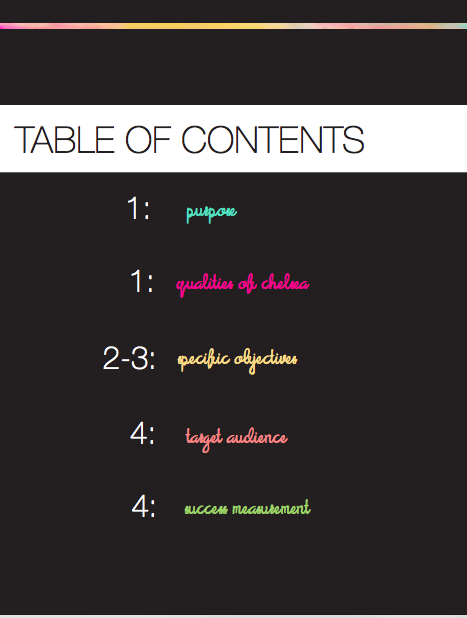 TABLE OF CONTENTS
1: purpose
1: qualities of chelsea
2-3: specific objectives
4: target audience
4: success measurement